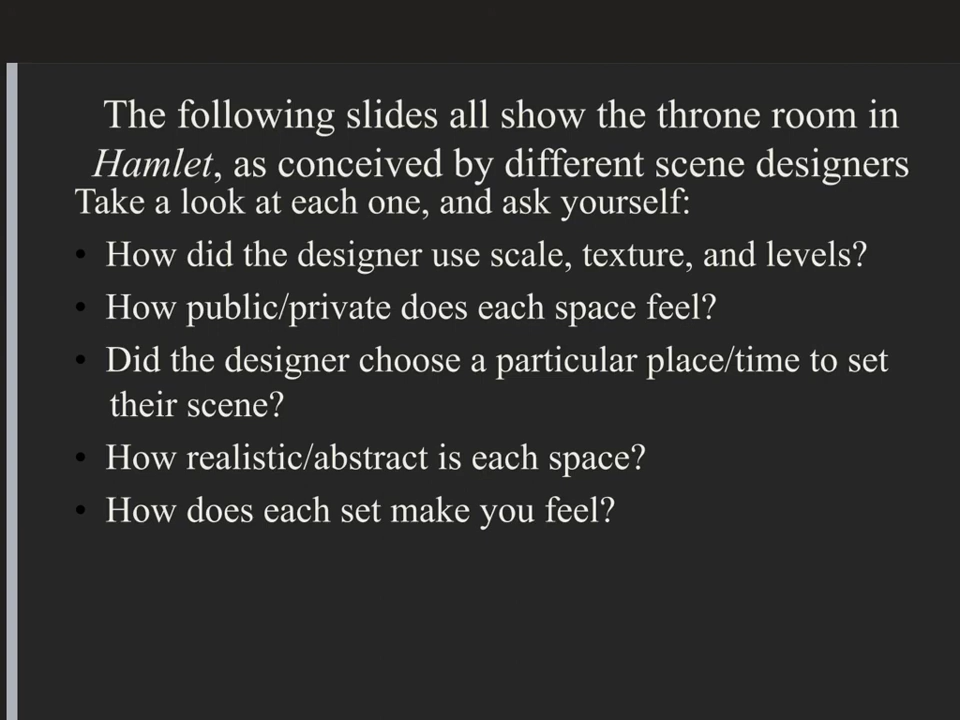 The following slides all show the throne room in
Hamlet, as conceived by different scene designers
Take a look at each one, and ask yourself:
• How did the designer use scale, texture, and levels?
• How public/private does each space feel?
• Did the designer choose a particular place/time to set
their scene?
• How realistic/abstract is each space?
• How does each set make you feel?